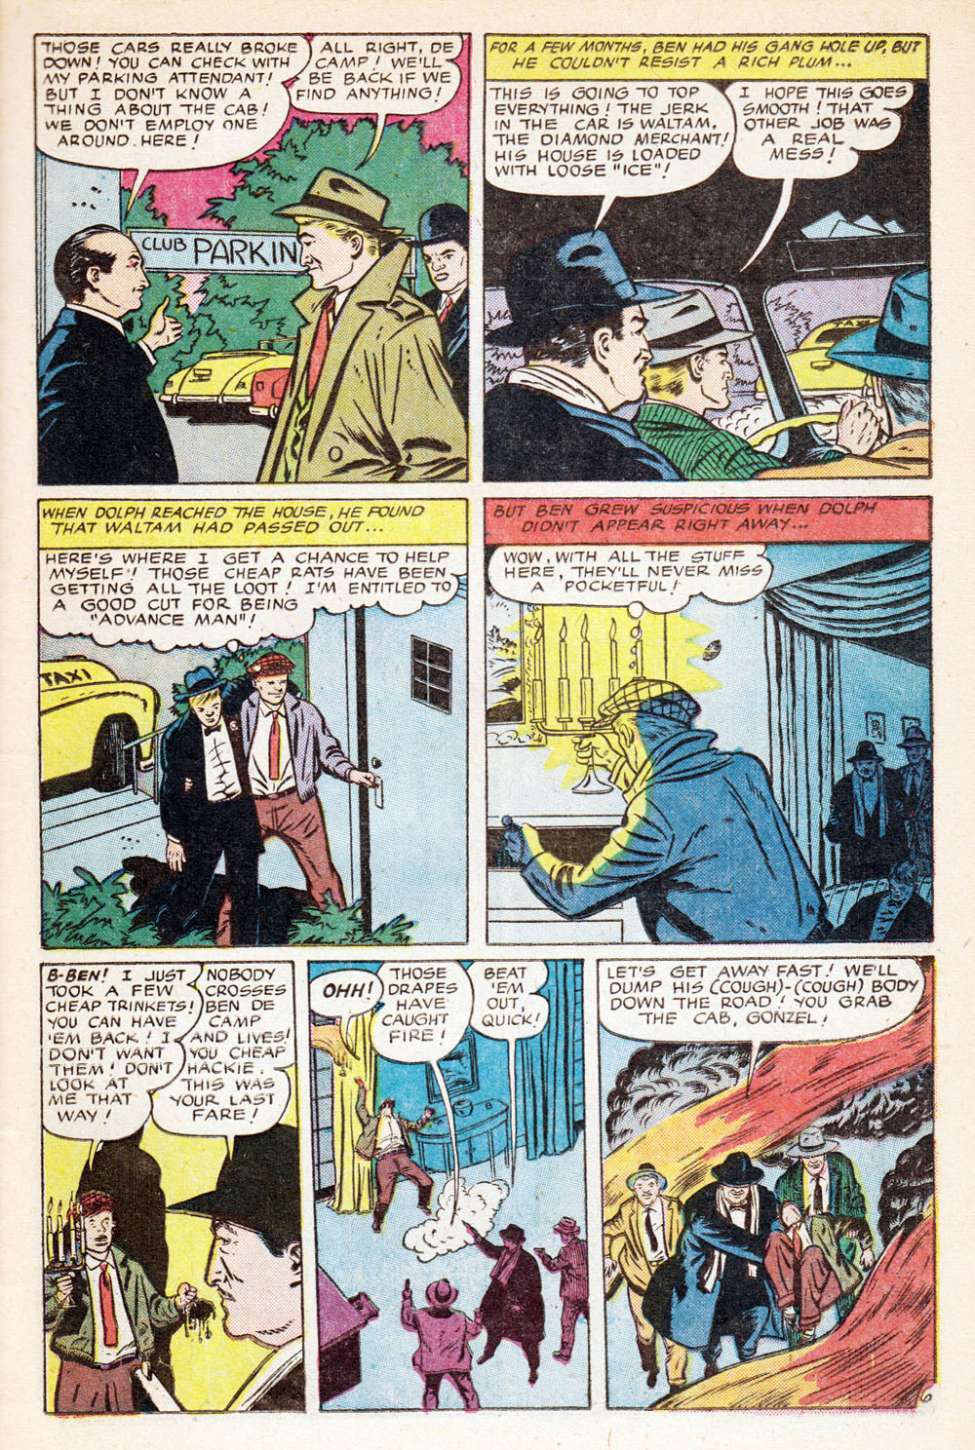 THOSE CARS REALLY BROKE
DOWN! YOU CAN CHECK WITH
MY PARKING ATTENDANT!
BUT I DON'T KNOW A
THING ABOUT THE CAB!
WE DON'T EMPLOY ONE
AROUND HERE!
ALL RIGHT, DE
CAMP! WE'LL
BE BACK IF WE
FIND ANYTHING!
CLUB PARKIN
FOR A FEW MONTHS, BEN HAD HIS GANG HOLE UP, BUT
HE COULDN'T RESIST A RICH PLUM...
THIS IS GOING TO TOP
EVERYTHING! THE JERK
IN THE CAR IS WALTAM,
THE DIAMOND MERCHANT!
HIS HOUSE IS LOADED
WITH LOOSE "ICE"!
I HOPE THIS GOES
SMOOTH! THAT
OTHER JOB WAS
A REAL
MESS!
TAXI
WHEN DOLPH REACHED THE HOUSE, HE FOUND
THAT WALTAM HAD PASSED OUT...
HERE'S WHERE I GET A CHANCE TO HELP
MYSELF! THOSE CHEAP RATS HAVE BEEN
GETTING ALL THE LOOT! I'M ENTITLED TO
A GOOD CUT FOR BEING
"ADVANCE MAN"!
TAXI
BUT BEN GREW SUSPICIOUS WHEN DOLPH
DIDN'T APPEAR RIGHT AWAY...
WOW, WITH ALL THE STUFF
HERE, THEY'LL NEVER MISS
A POCKETFUL!
B-BEN! I JUST
TOOK A FEW
CHEAP TRINKETS!
YOU CAN HAVE
'EM BACK! I
DON'T WANT
THEM! DON'T
LOOK AT
ME THAT
WAY!
NOBODY
CROSSES
BEN DE
CAMP
AND LIVES!
YOU CHEAP
HACKIE.
THIS WAS
YOUR LAST
FARE!
OHH!
THOSE
DRAPES
HAVE
CAUGHT
FIRE!
BEAT
'EM
OUT,
QUICK!
LET'S GET AWAY FAST! WE'LL
DUMP HIS (COUGH)-(COUGH) BODY
DOWN THE ROAD! YOU GRAB
THE CAB, GONZEL!
6